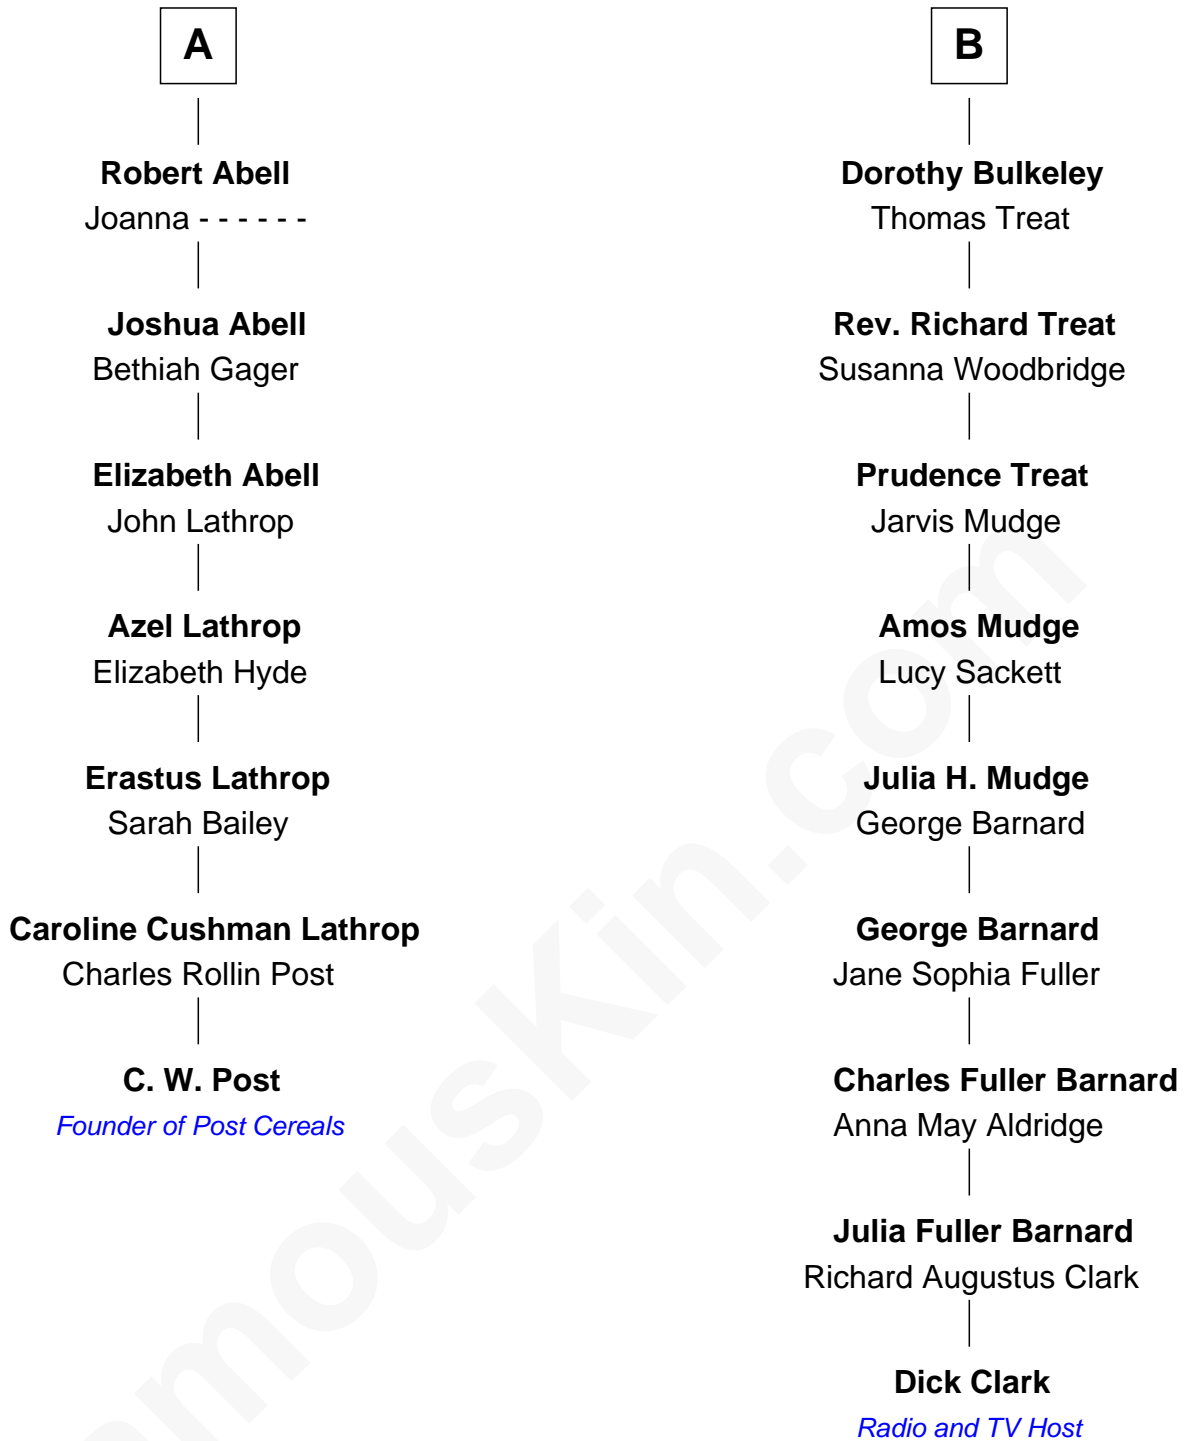 A
Robert Abell
Joanna - - - - - -
Joshua Abell
Bethiah Gager
Elizabeth Abell
John Lathrop
Azel Lathrop
Elizabeth Hyde
Erastus Lathrop
Sarah Bailey
Caroline Cushman Lathrop
Charles Rollin Post
C. W. Post
Founder of Post Cereals
B
Dorothy Bulkeley
Thomas Treat
Rev. Richard Treat
Susanna Woodbridge
Prudence Treat
Jarvis Mudge
Amos Mudge
Lucy Sackett
Julia H. Mudge
George Barnard
George Barnard
Jane Sophia Fuller
Charles Fuller Barnard
Anna May Aldridge
Julia Fuller Barnard
Richard Augustus Clark
Dick Clark
Radio and TV Host
mouskin.com